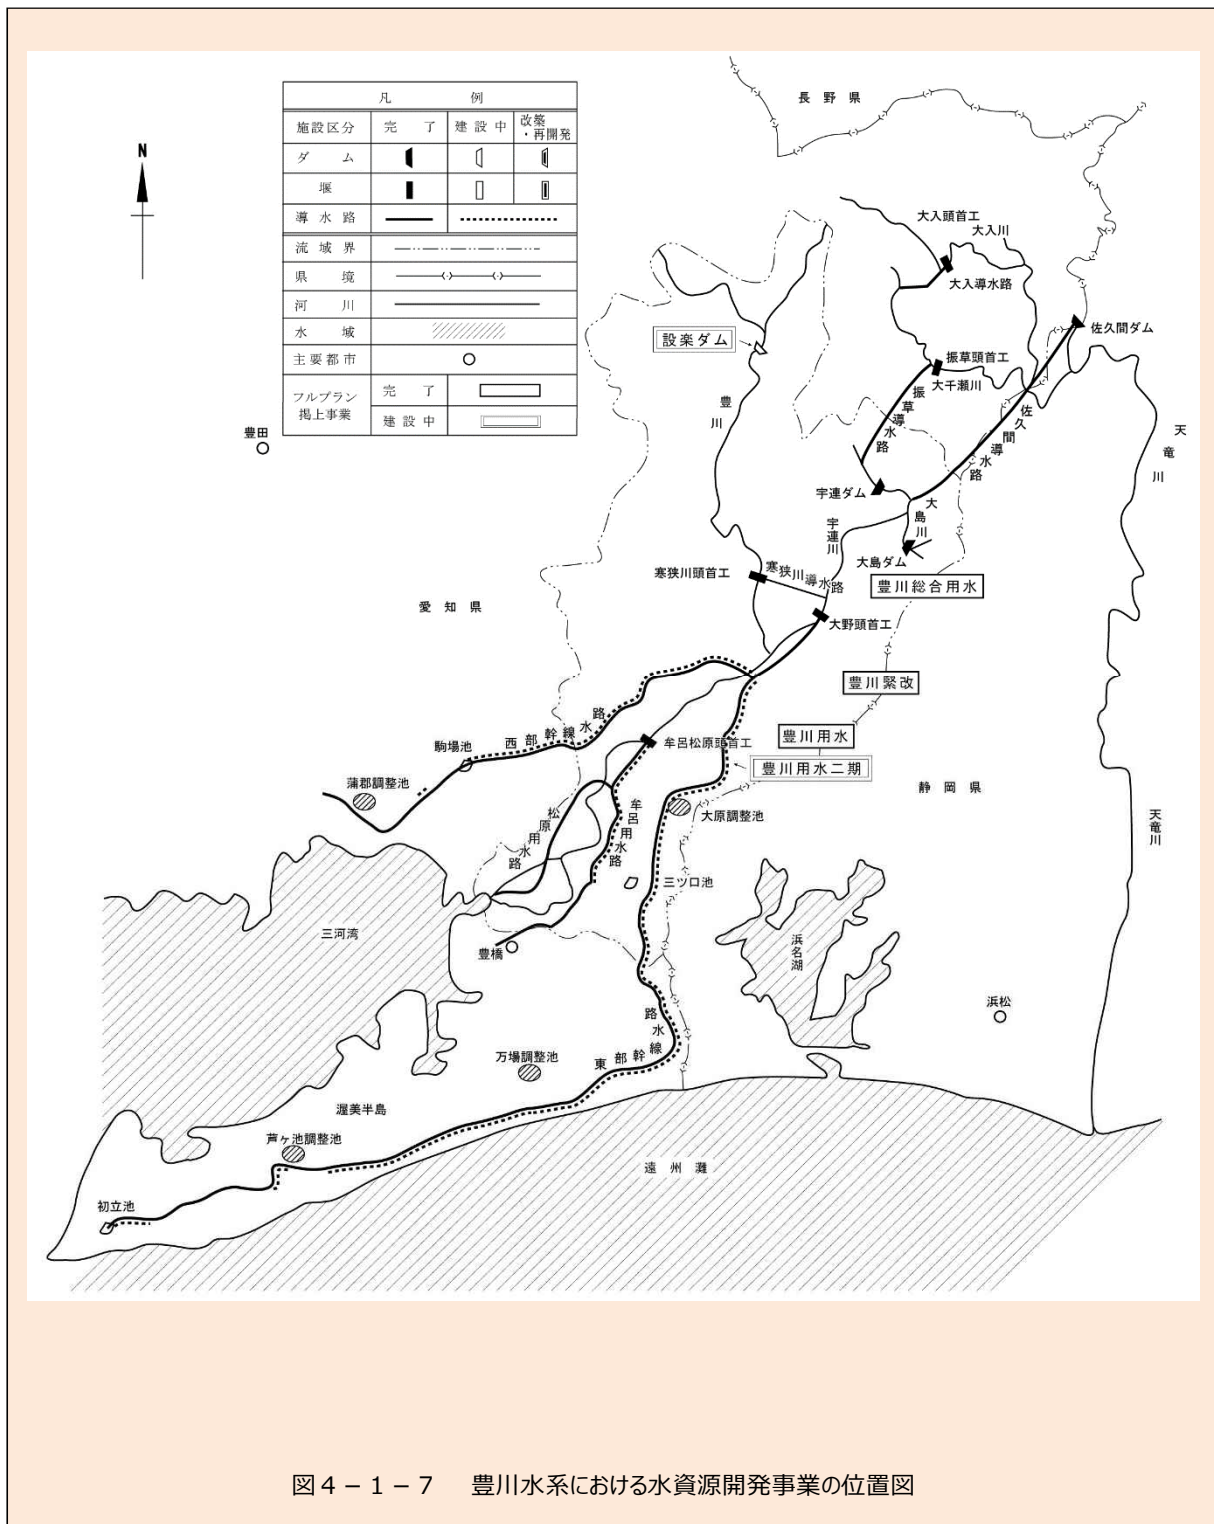 凡 例
施設区分 完 了 建設中 改築・再開発
ダ ム
堰
導 水 路
流 域 界
県 境
河 川
水 域
主要都市
フルプラン掲上事業 完 了
建設中
N
長野県
大入頭首工
大入川
大入導水路
佐久間ダム
設楽ダム
振草頭首工
大千瀬川
振草導水路
佐久間導水路
豊川
天竜川
豊田
宇連ダム
大島川
宇連川
大島ダム
寒狭川頭首工
寒狭川導水路
豊川総合用水
愛知県
大野頭首工
豊川緊改
西部幹線水路
豊川用水
駒場池
牟呂松原頭首工
豊川用水二期
蒲郡調整池
静岡県
松原用水路
牟呂用水路
大原調整池
天竜川
三ツ口池
三河湾
豊橋
浜名湖
浜松
東部幹線水路
万場調整池
渥美半島
芦ヶ池調整池
遠州灘
初立池
図4-1-7 豊川水系における水資源開発事業の位置図